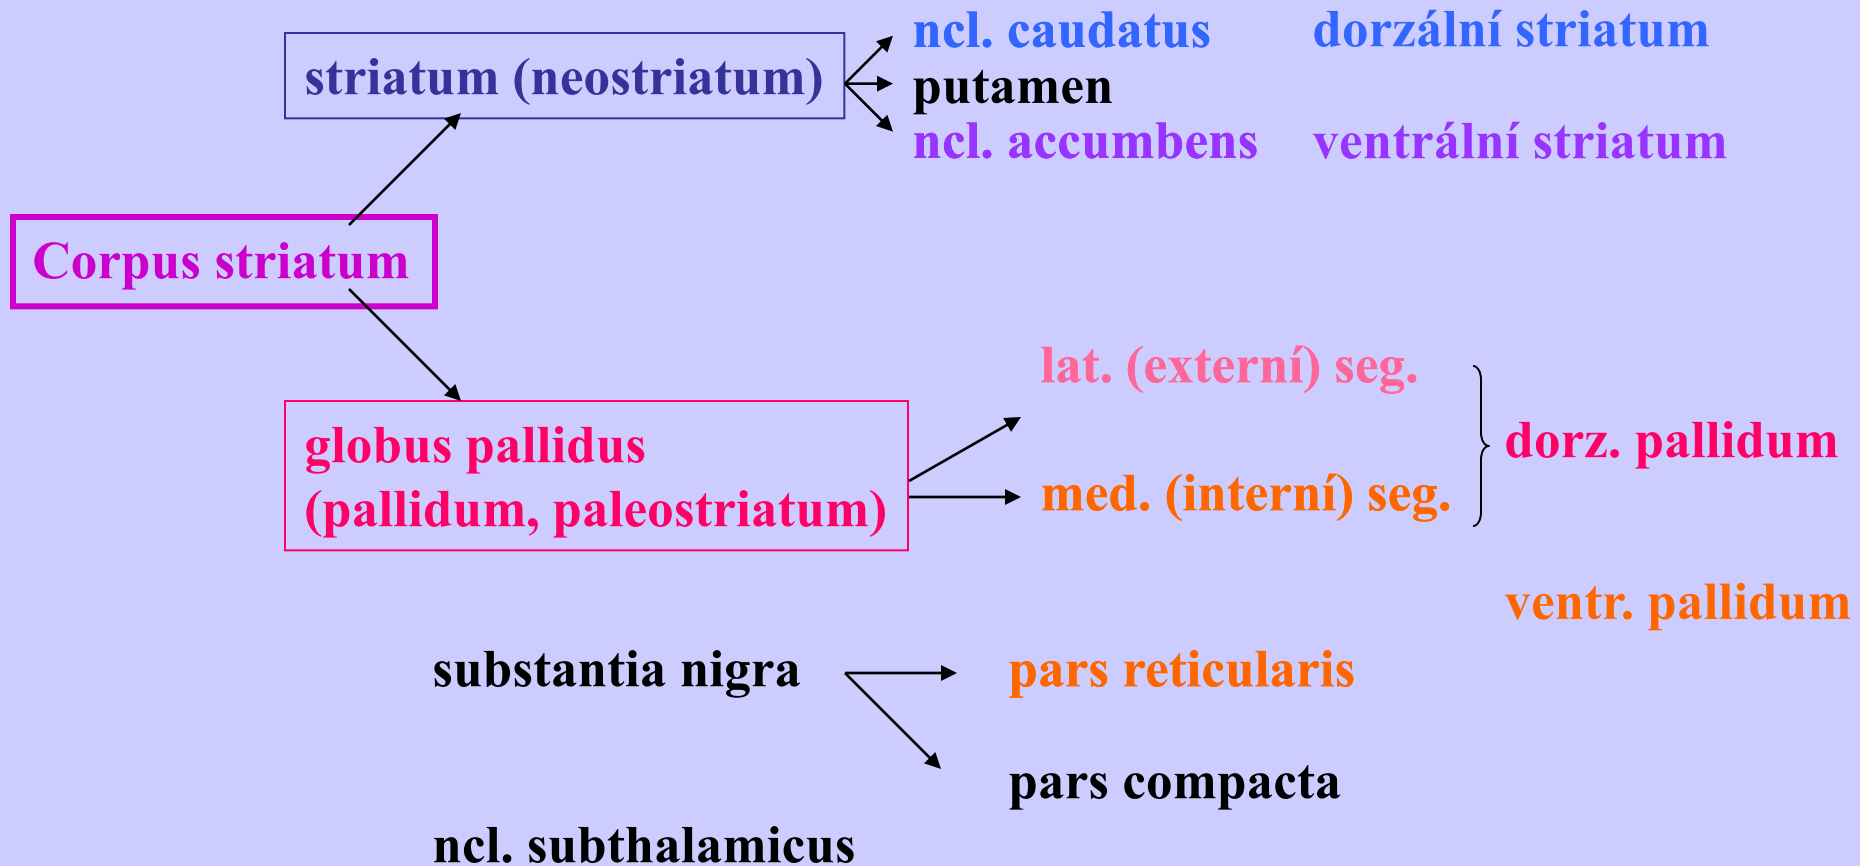 ncl. caudatus dorzální striatum
striatum (neostriatum)
putamen
ncl. accumbens ventrální striatum
Corpus striatum
lat. (externí) seg.
globus pallidus
(pallidum, paleostriatum)
med. (interní) seg.
dorz. pallidum
ventr. pallidum
substantia nigra pars reticularis
pars compacta
ncl. subthalamicus